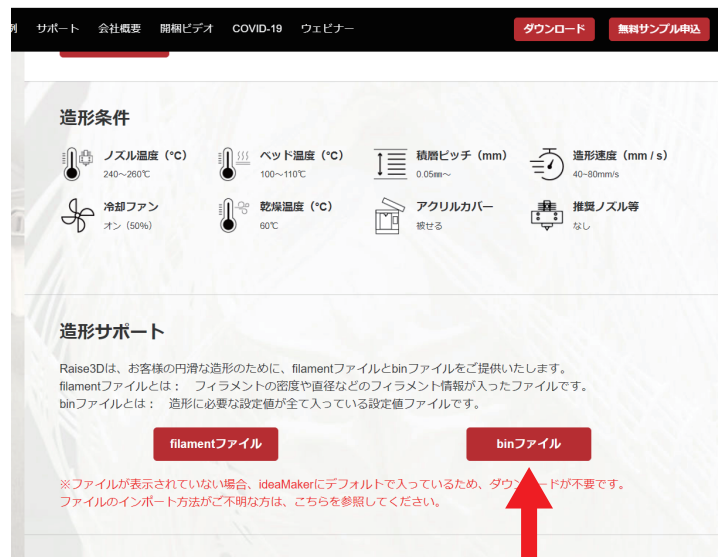 例 サポート 会社概要 開梱ビデオ COVID-19 ウェビナー ダウンロード 無料サンプル申込
造形条件
ノズル温度（°C） ベッド温度（°C） 積層ピッチ（mm） 造形速度（mm / s）
240～260℃ 100～110℃ 0.05mm～ 40~80mm/s
冷却ファン 乾燥温度（°C） アクリルカバー 推奨ノズル等
オン（50%） 60℃ 被せる なし
造形サポート
Raise3Dは、お客様の円滑な造形のために、filamentファイルとbinファイルをご提供いたします。
filamentファイルとは： フィラメントの密度や直径などのフィラメント情報が入ったファイルです。
binファイルとは： 造形に必要な設定値が全て入っている設定値ファイルです。
filamentファイル binファイル
※ファイルが表示されていない場合、ideaMakerにデフォルトで入っているため、ダウンードが不要です。
ファイルのインポート方法がご不明な方は、こちらを参照してください。